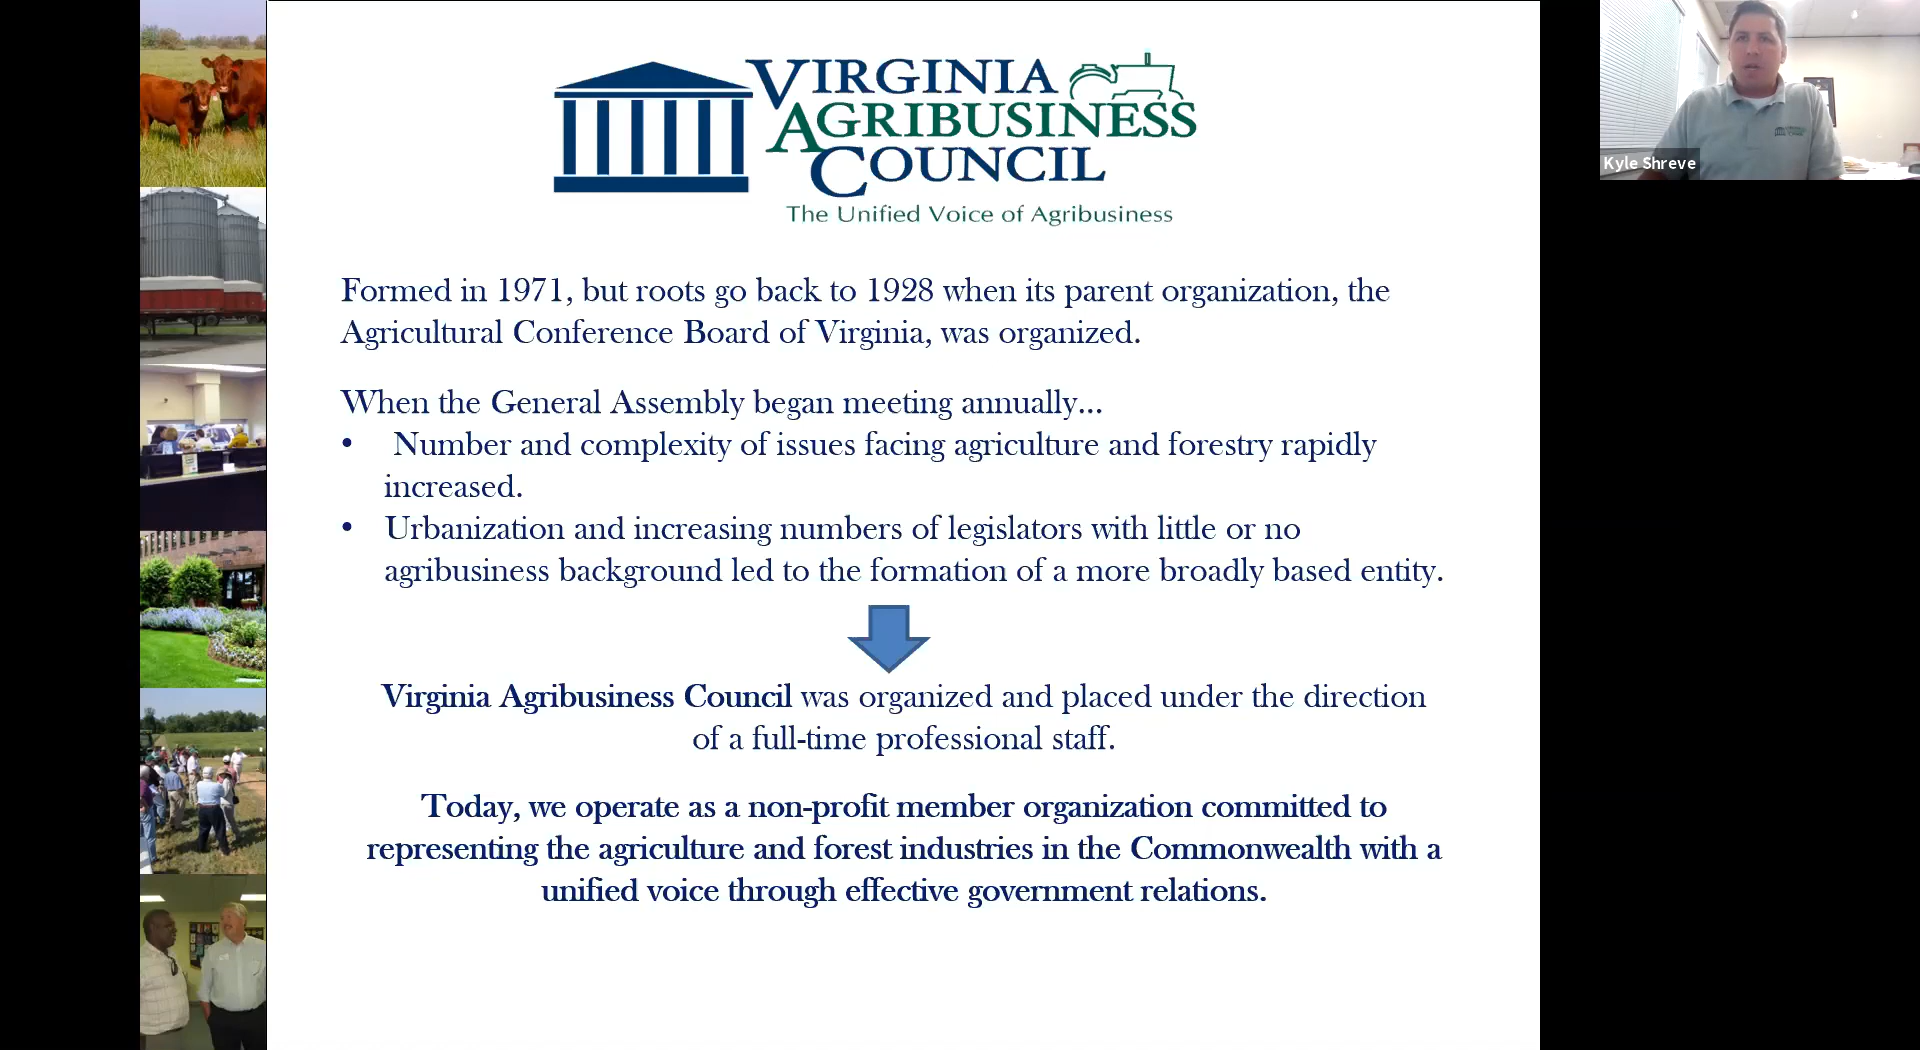 VIRGINIA
AGRIBUSINESS
COUNCIL
The Unified Voice of Agribusiness
Kyle Shreve
Formed in 1971, but roots go back to 1928 when its parent organization, the
Agricultural Conference Board of Virginia, was organized.
When the General Assembly began meeting annually...
• Number and complexity of issues facing agriculture and forestry rapidly
increased.
• Urbanization and increasing numbers of legislators with little or no
agribusiness background led to the formation of a more broadly based entity.
Virginia Agribusiness Council was organized and placed under the direction
of a full-time professional staff.
Today, we operate as a non-profit member organization committed to
representing the agriculture and forest industries in the Commonwealth with a
unified voice through effective government relations.